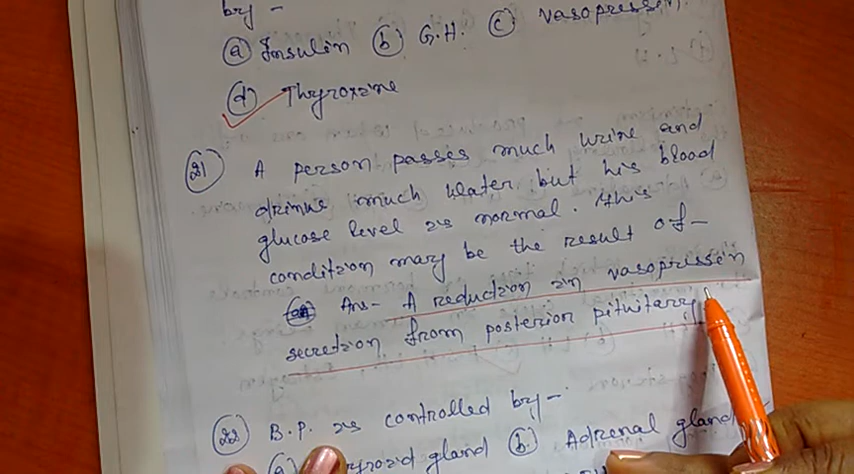 by -
(a) Insulin (b) G.H. (c) Vasopressin.
(d) Thyroxine
(21) A person passes much urine and
drinks much water but his blood
glucose level is normal. This
condition may be the result of -
Ans- A reduction in vasopressin
secretion from posterior pituitary
(22) B.P. is controlled by -
(a) Thyroid gland (b) Adrenal gland